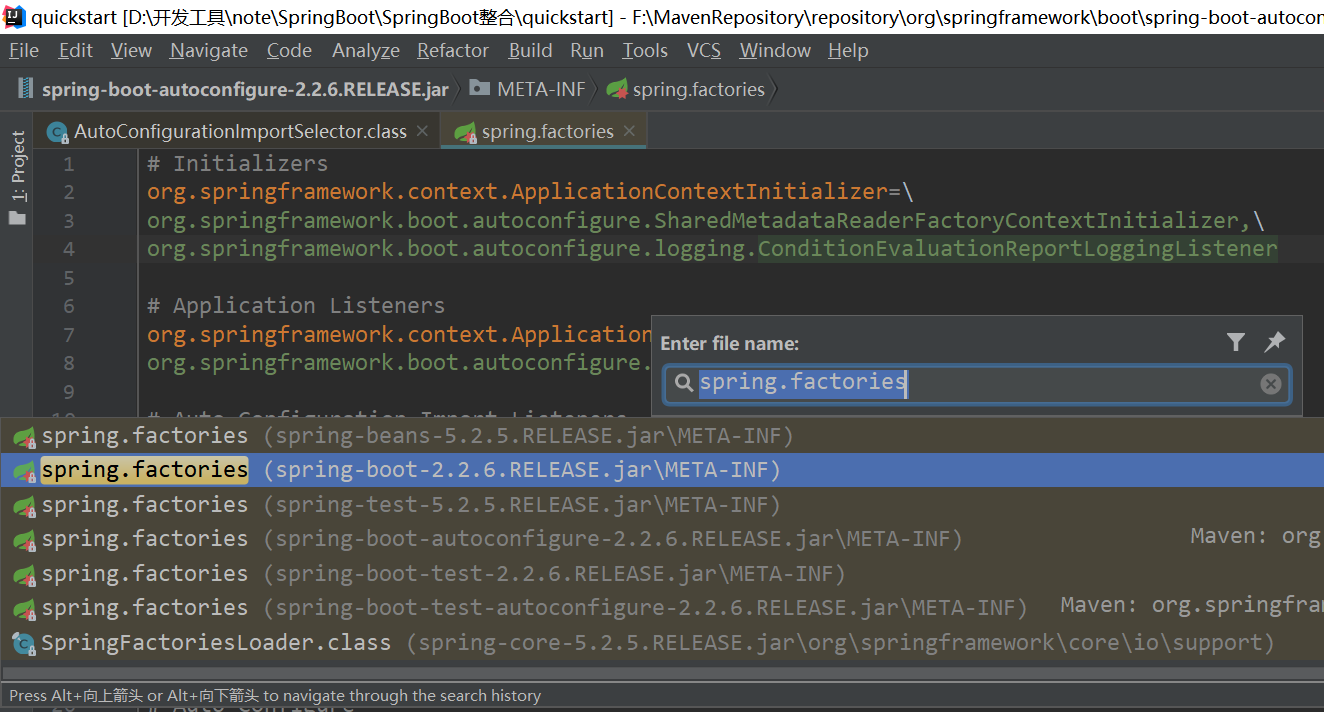 quickstart [D:\开发工具\note\SpringBoot\SpringBoot整合\quickstart] - F:\MavenRepository\repository\org\springframework\boot\spring-boot-autocon
File Edit View Navigate Code Analyze Refactor Build Run Tools VCS Window Help
spring-boot-autoconfigure-2.2.6.RELEASE.jar META-INF spring.factories
AutoConfigurationImportSelector.class spring.factories
1: Project
1 # Initializers
2 org.springframework.context.ApplicationContextInitializer=\
3 org.springframework.boot.autoconfigure.SharedMetadataReaderFactoryContextInitializer,\
4 org.springframework.boot.autoconfigure.logging.ConditionEvaluationReportLoggingListener
5
6 # Application Listeners
7 org.springframework.context.Application
8 org.springframework.boot.autoconfigure.
9
10 # Auto Configuration Import Listeners
Enter file name:
spring.factories
spring.factories (spring-beans-5.2.5.RELEASE.jar\META-INF)
spring.factories (spring-boot-2.2.6.RELEASE.jar\META-INF)
spring.factories (spring-test-5.2.5.RELEASE.jar\META-INF)
spring.factories (spring-boot-autoconfigure-2.2.6.RELEASE.jar\META-INF) Maven: org
spring.factories (spring-boot-test-2.2.6.RELEASE.jar\META-INF)
spring.factories (spring-boot-test-autoconfigure-2.2.6.RELEASE.jar\META-INF) Maven: org.springfra
SpringFactoriesLoader.class (spring-core-5.2.5.RELEASE.jar\org\springframework\core\io\support)
Press Alt+向上箭头 or Alt+向下箭头 to navigate through the search history
# Auto Configure